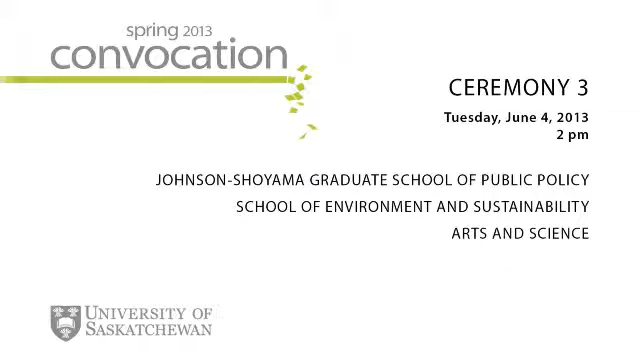 spring 2013
convocation
CEREMONY 3
Tuesday, June 4, 2013
2 pm
JOHNSON-SHOYAMA GRADUATE SCHOOL OF PUBLIC POLICY
SCHOOL OF ENVIRONMENT AND SUSTAINABILITY
ARTS AND SCIENCE
UNIVERSITY OF
SASKATCHEWAN